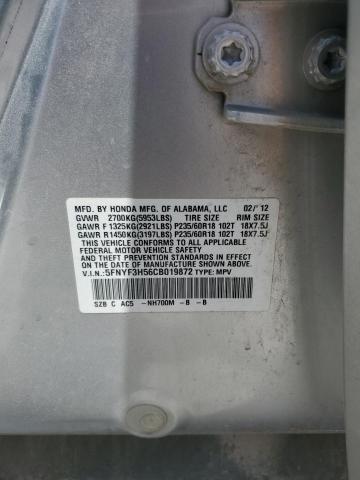 MFD. BY HONDA MFG. OF ALABAMA, LLC 02/'12
GVWR 2700KG(5953LBS) TIRE SIZE RIM SIZE
GAWR F 1325KG(2921LBS) P235/60R18 102T 18X7.5J
GAWR R 1450KG(3197LBS) P235/60R18 102T 18X7.5J
THIS VEHICLE CONFORMS TO ALL APPLICABLE
FEDERAL MOTOR VEHICLE SAFETY
STANDARDS IN EFFECT ON THE DATE OF
MANUFACTURE SHOWN ABOVE.
V.I.N.:5FNYF3H56CB019872 TYPE: MPV
SZB C AC5 -NH700M -B -B